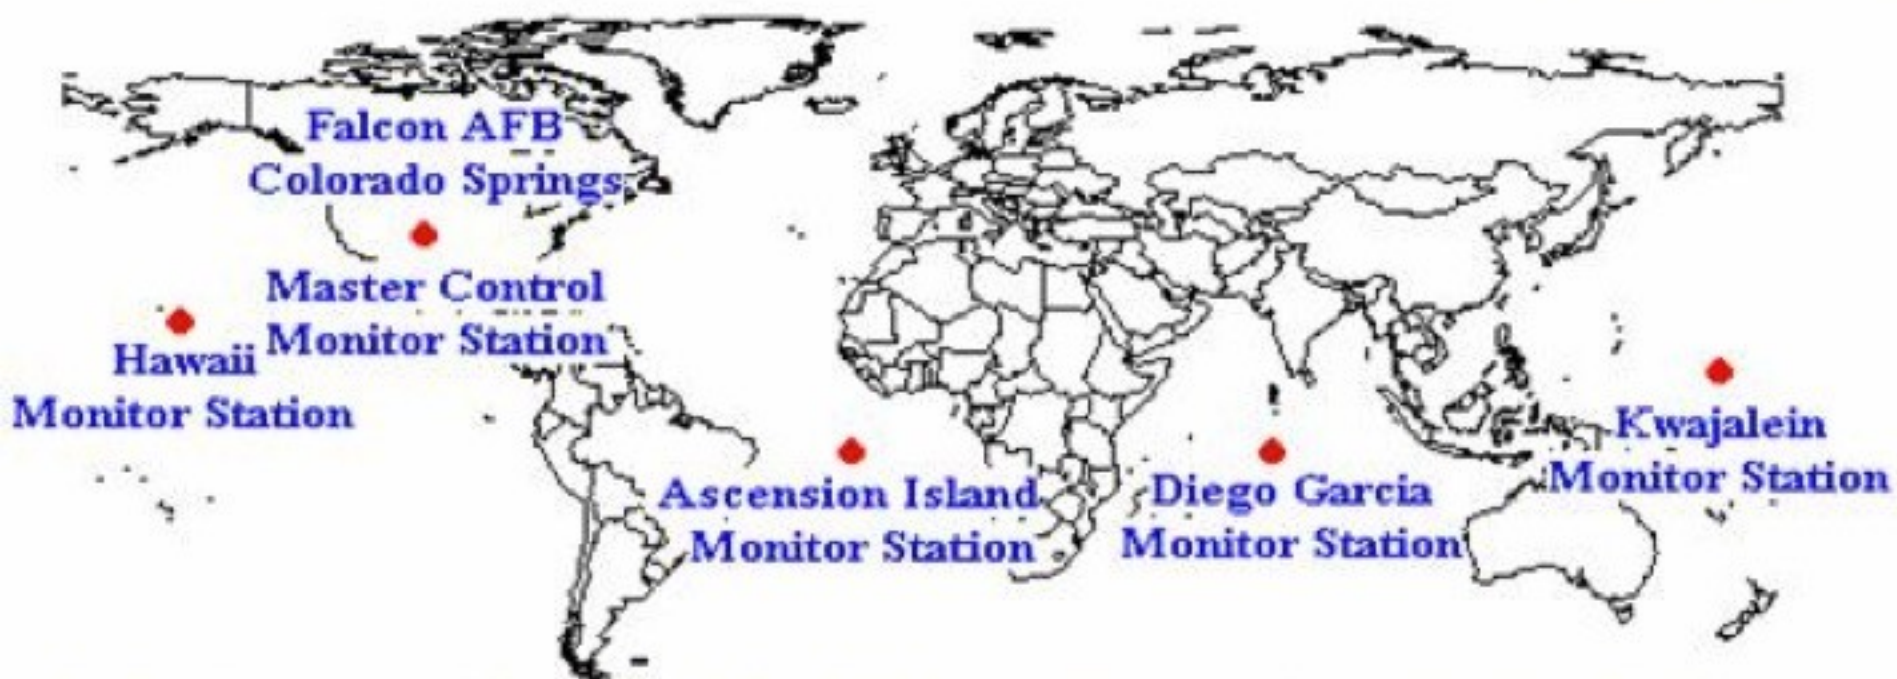 Falcon AFB
Colorado Springs
Master Control
Monitor Station
Hawaii
Monitor Station
Ascension Island
Monitor Station
Diego Garcia
Monitor Station
Kwajalein
Monitor Station